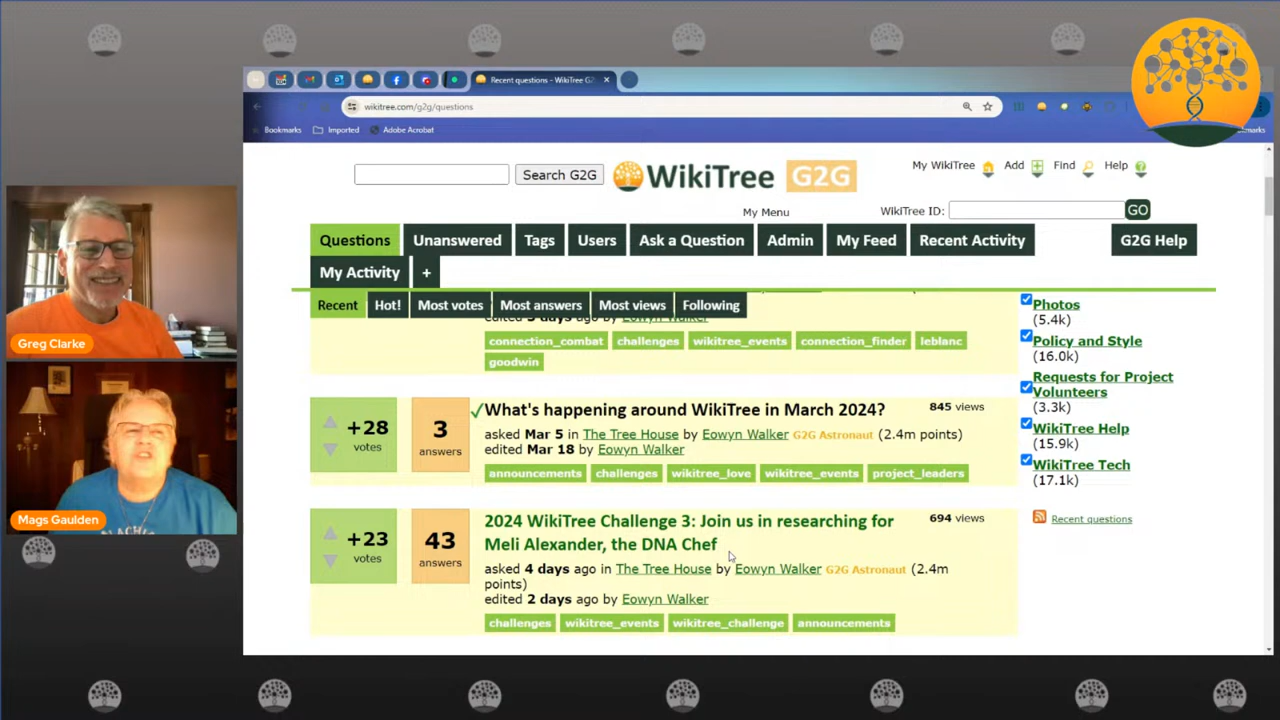 Recent questions - WikiTree G2
wikitree.com/g2g/questions
Bookmarks
Imported
Adobe Acrobat
Search G2G
WikiTree G2G
My WikiTree
Add
Find
Help
My Menu
WikiTree ID:
GO
Questions
Unanswered
Tags
Users
Ask a Question
Admin
My Feed
Recent Activity
G2G Help
My Activity
+
Recent
Hot!
Most votes
Most answers
Most views
Following
connection_combat
challenges
wikitree_events
connection_finder
leblanc
goodwin
+28
votes
3
answers
What's happening around WikiTree in March 2024?
845 views
asked Mar 5 in The Tree House by Eowyn Walker G2G Astronaut (2.4m points)
edited Mar 18 by Eowyn Walker
announcements
challenges
wikitree_love
wikitree_events
project_leaders
+23
votes
43
answers
2024 WikiTree Challenge 3: Join us in researching for
Meli Alexander, the DNA Chef
694 views
asked 4 days ago in The Tree House by Eowyn Walker G2G Astronaut (2.4m
points)
edited 2 days ago by Eowyn Walker
challenges
wikitree_events
wikitree_challenge
announcements
Photos
(5.4k)
Policy and Style
(16.0k)
Requests for Project
Volunteers
(3.3k)
WikiTree Help
(15.9k)
WikiTree Tech
(17.1k)
Recent questions
Greg Clarke
Mags Gaulden